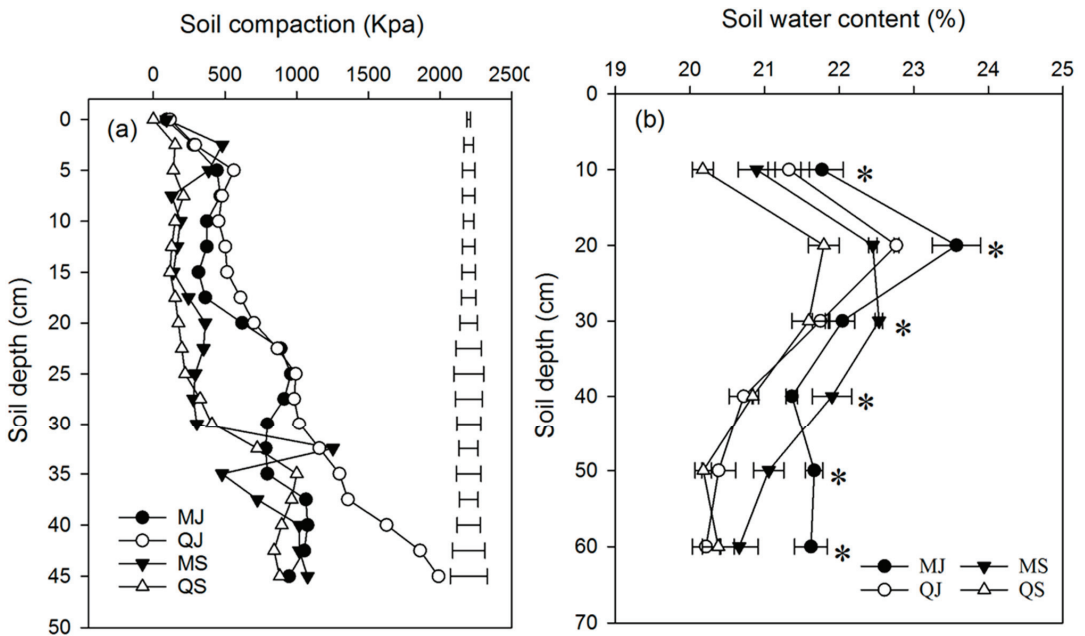 Soil compaction (Kpa)
0 500 1000 1500 2000 2500
(a)
Soil depth (cm)
0
5
10
15
20
25
30
35
40
45
50
MJ
QJ
MS
QS
Soil water content (%)
19 20 21 22 23 24 25
(b)
Soil depth (cm)
0
10
20
30
40
50
60
70
*
*
*
*
*
*
MJ MS
QJ QS